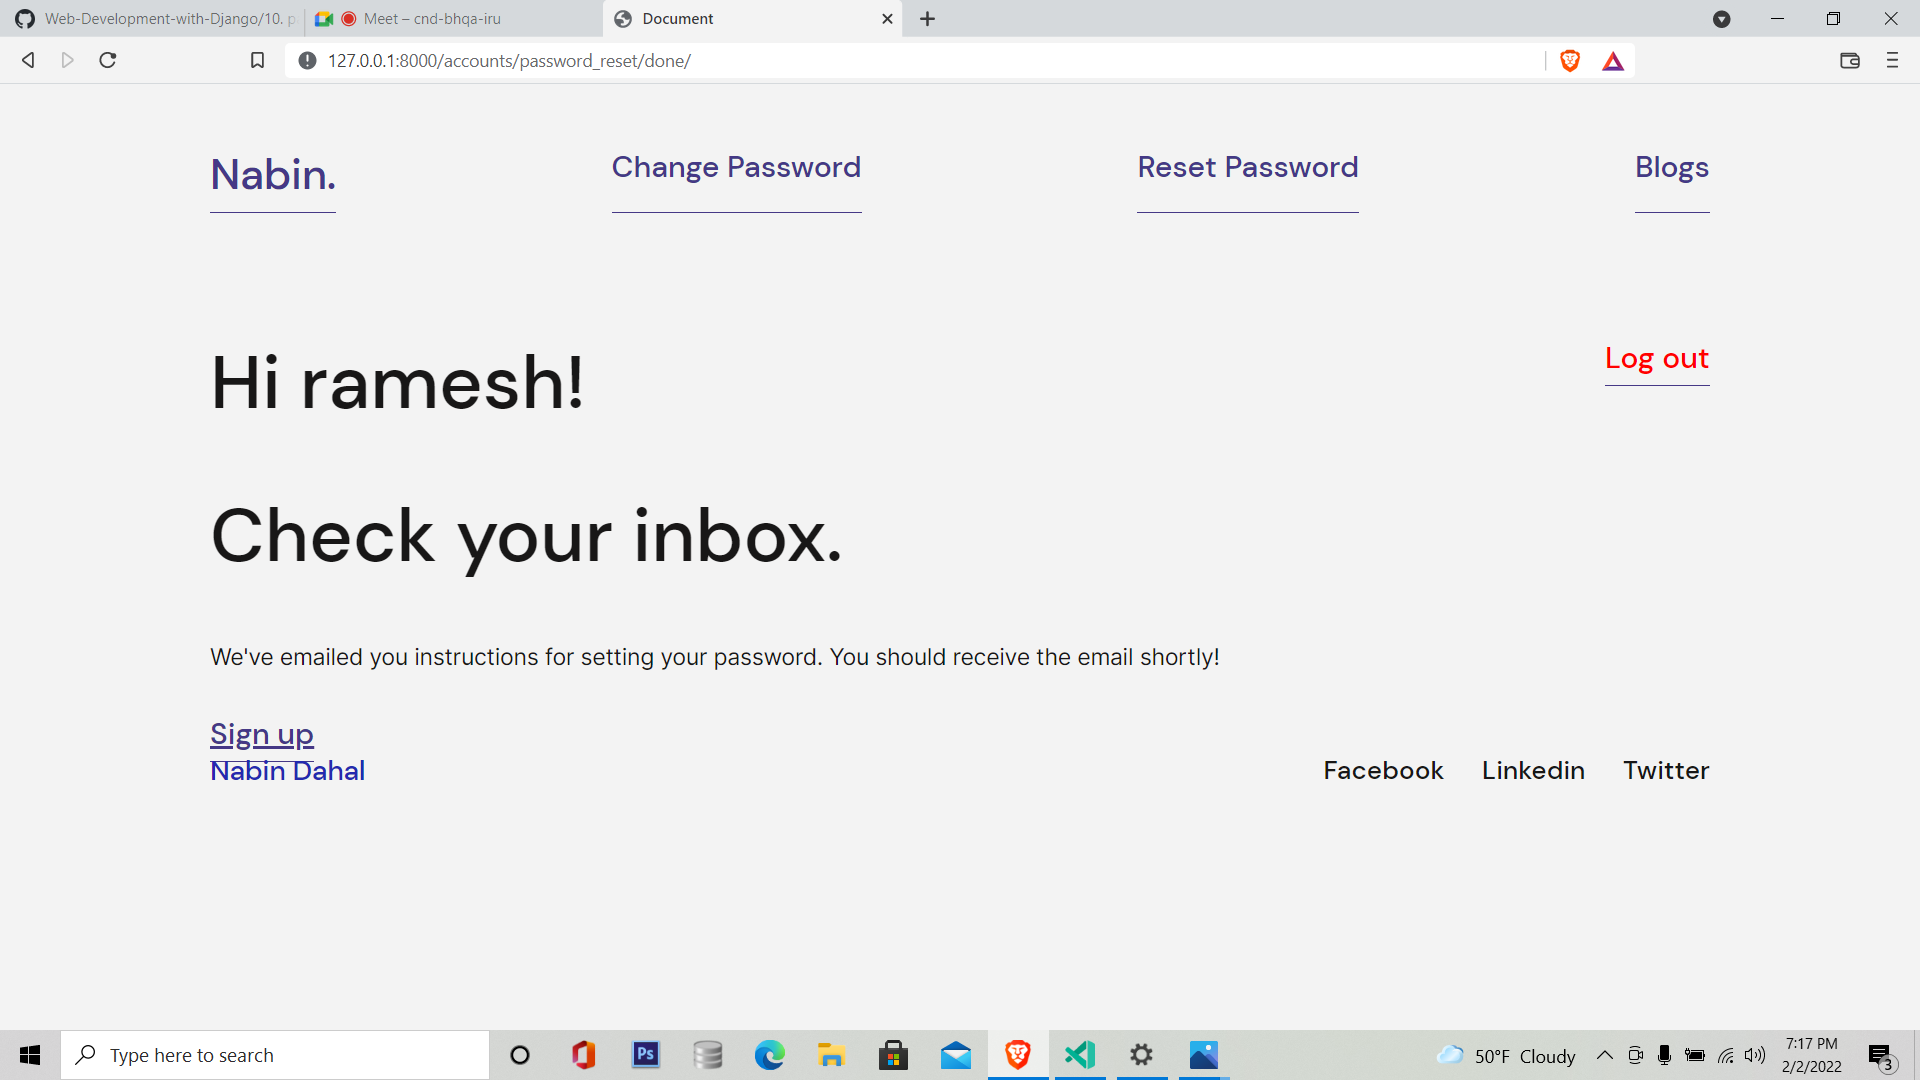 Web-Development-with-Django/10. p
Meet – cnd-bhqa-iru
Document
127.0.0.1:8000/accounts/password_reset/done/
Nabin.
Change Password
Reset Password
Blogs
Hi ramesh!
Log out
Check your inbox.
We've emailed you instructions for setting your password. You should receive the email shortly!
Sign up
Nabin Dahal
Facebook
Linkedin
Twitter
Type here to search
Ps
50°F Cloudy
7:17 PM
2/2/2022
3